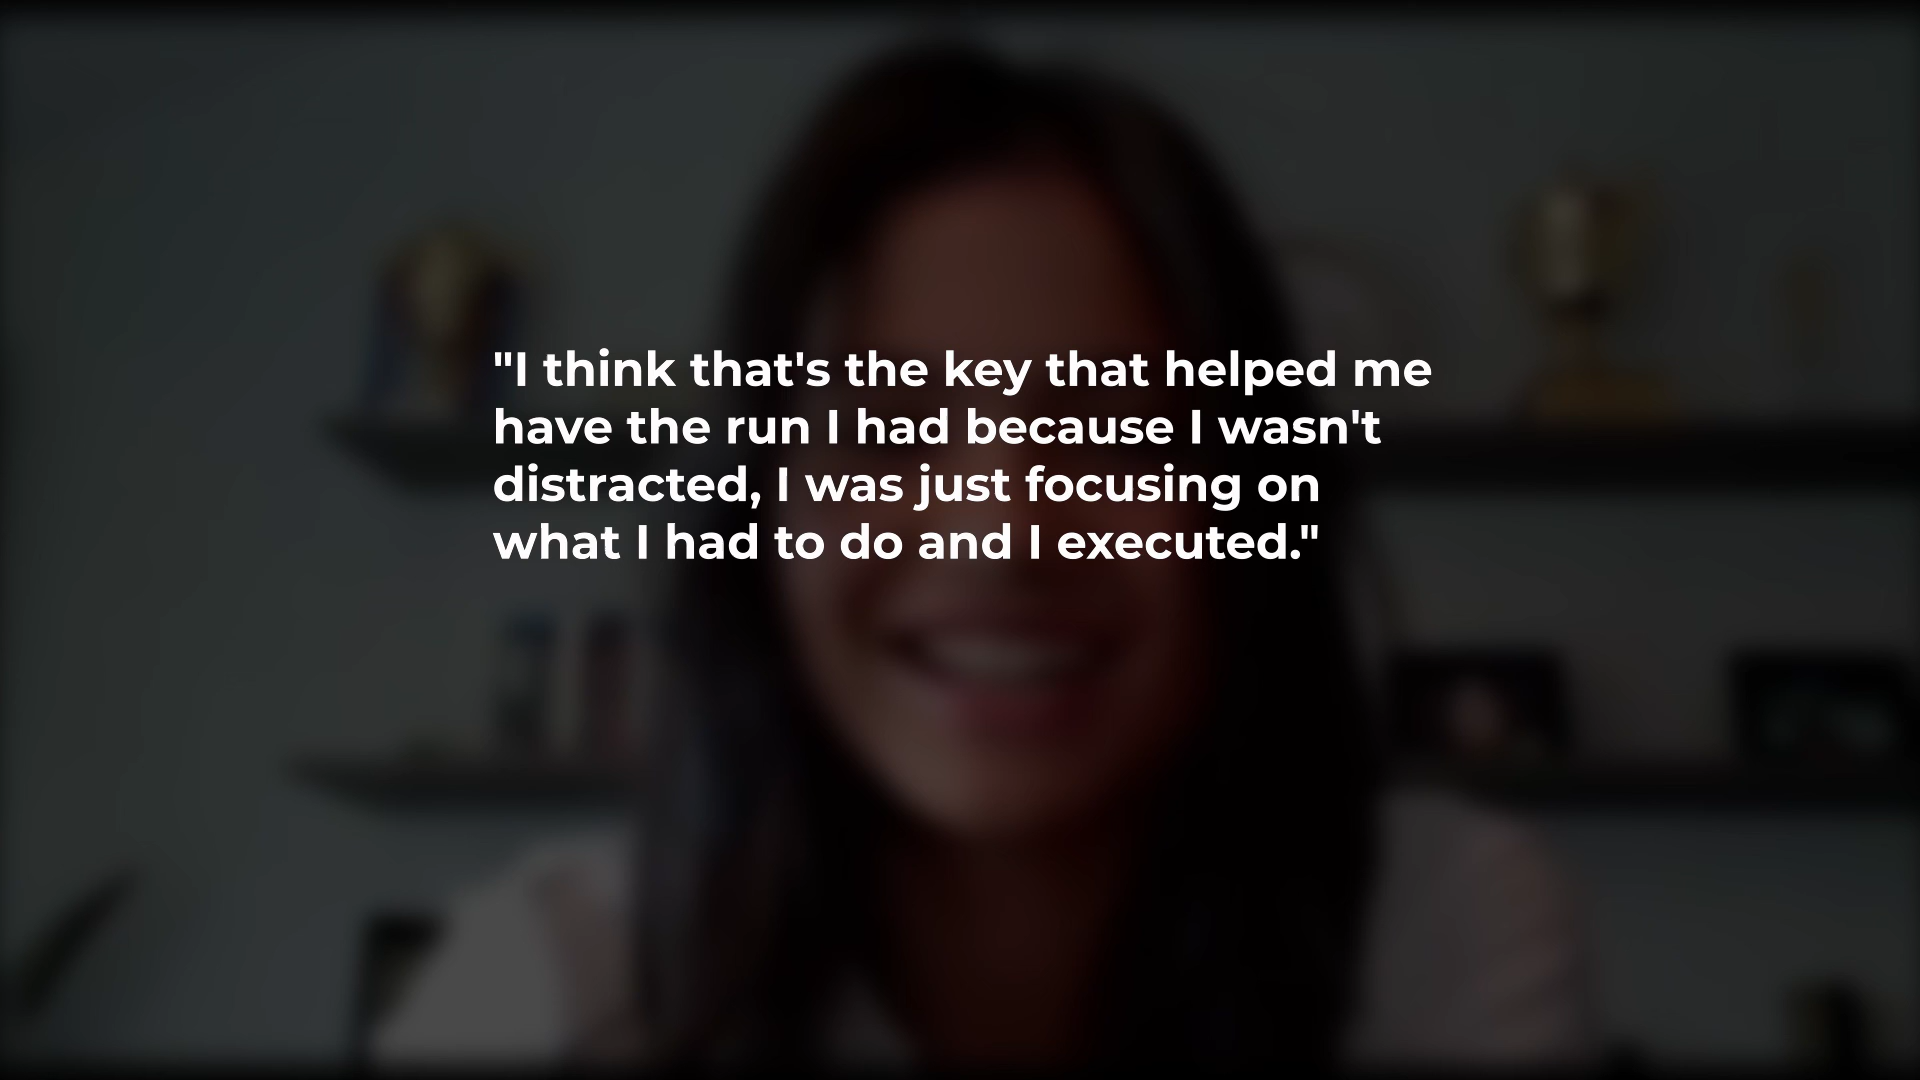 "I think that's the key that helped me
have the run I had because I wasn't
distracted, I was just focusing on
what I had to do and I executed."